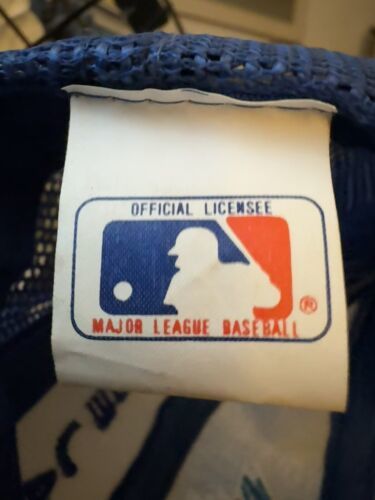 OFFICIAL LICENSEE
®
MAJOR LEAGUE BASEBALL